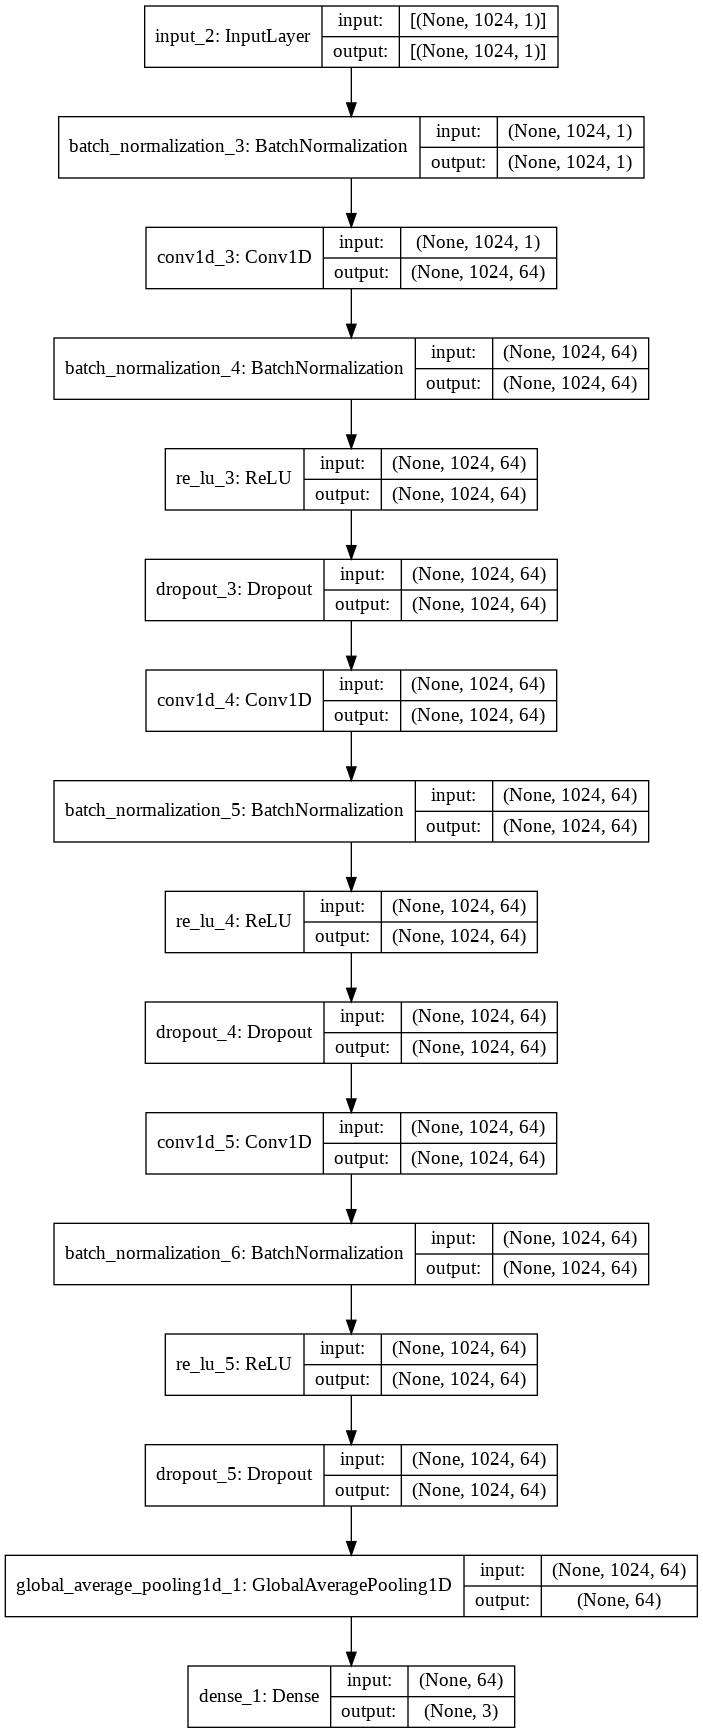 input_2: InputLayer
input:
[(None, 1024, 1)]
output:
[(None, 1024, 1)]
batch_normalization_3: BatchNormalization
input:
(None, 1024, 1)
output:
(None, 1024, 1)
conv1d_3: Conv1D
input:
(None, 1024, 1)
output:
(None, 1024, 64)
batch_normalization_4: BatchNormalization
input:
(None, 1024, 64)
output:
(None, 1024, 64)
re_lu_3: ReLU
input:
(None, 1024, 64)
output:
(None, 1024, 64)
dropout_3: Dropout
input:
(None, 1024, 64)
output:
(None, 1024, 64)
conv1d_4: Conv1D
input:
(None, 1024, 64)
output:
(None, 1024, 64)
batch_normalization_5: BatchNormalization
input:
(None, 1024, 64)
output:
(None, 1024, 64)
re_lu_4: ReLU
input:
(None, 1024, 64)
output:
(None, 1024, 64)
dropout_4: Dropout
input:
(None, 1024, 64)
output:
(None, 1024, 64)
conv1d_5: Conv1D
input:
(None, 1024, 64)
output:
(None, 1024, 64)
batch_normalization_6: BatchNormalization
input:
(None, 1024, 64)
output:
(None, 1024, 64)
re_lu_5: ReLU
input:
(None, 1024, 64)
output:
(None, 1024, 64)
dropout_5: Dropout
input:
(None, 1024, 64)
output:
(None, 1024, 64)
global_average_pooling1d_1: GlobalAveragePooling1D
input:
(None, 1024, 64)
output:
(None, 64)
dense_1: Dense
input:
(None, 64)
output:
(None, 3)